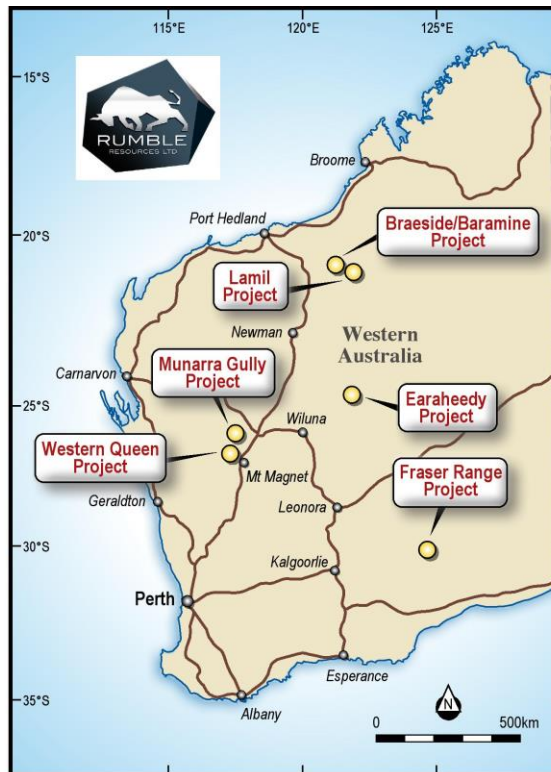 115°E
120°E
125°E
15°S
RUMBLE
RESOURCES LTD
Broome
Port Hedland
20°S
Braeside/Baramine
Project
Lamil
Project
Newman
Western
Australia
Munarra Gully
Project
Carnarvon
25°S
Earaheedy
Project
Wiluna
Western Queen
Project
Mt Magnet
Fraser Range
Project
Geraldton
Leonora
30°S
Kalgoorlie
Perth
Esperance
35°S
Albany
N
0
500km